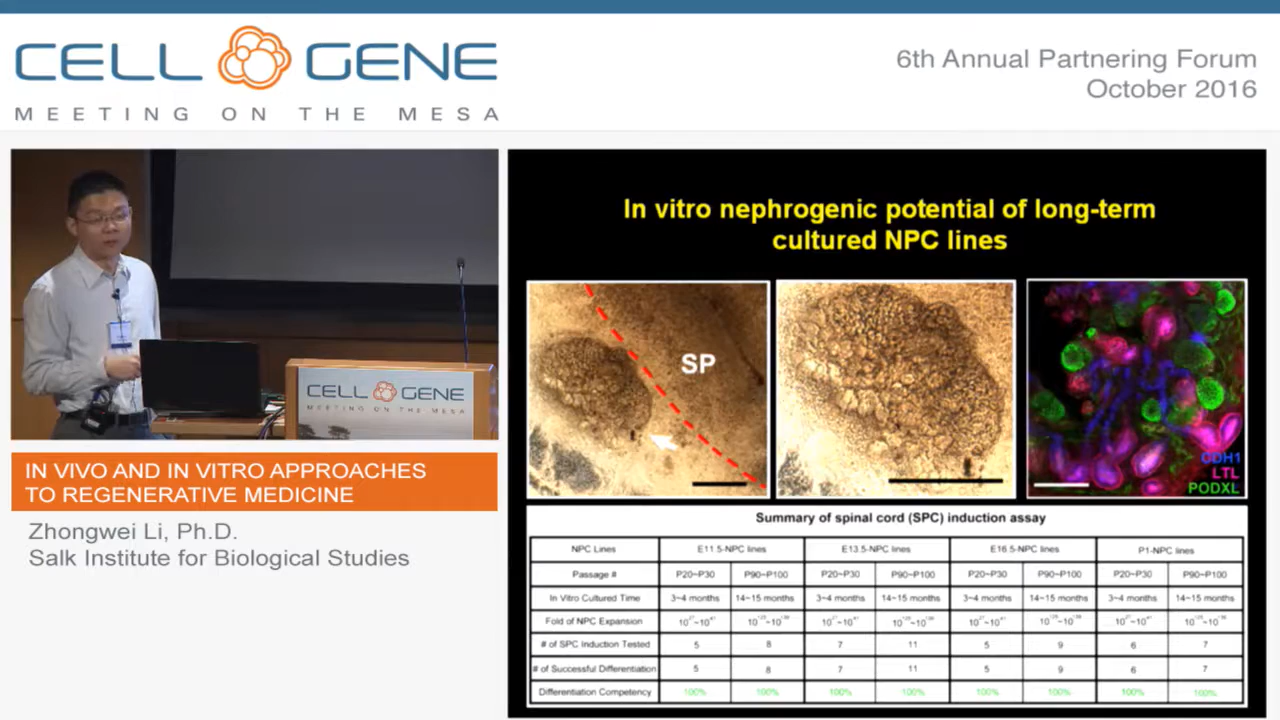 CELL GENE
MEETING ON THE MESA
6th Annual Partnering Forum
October 2016
CELL GENE
MEETING ON THE MESA
IN VIVO AND IN VITRO APPROACHES
TO REGENERATIVE MEDICINE
Zhongwei Li, Ph.D.
Salk Institute for Biological Studies
In vitro nephrogenic potential of long-term
cultured NPC lines
SP
CDH1
LTL
PODXL
Summary of spinal cord (SPC) induction assay
NPC Lines E11.5-NPC lines E13.5-NPC lines E16.5-NPC lines P1-NPC lines
Passage # P20~P30 P90~P100 P20~P30 P90~P100 P20~P30 P90~P100 P20~P30 P90~P100
In Vitro Cultured Time 3~4 months 14~15 months 3~4 months 14~15 months 3~4 months 14~15 months 3~4 months 14~15 months
Fold of NPC Expansion
# of SPC Induction Tested 5 8 7 11 5 9 6 7
# of Successful Differentiation 5 8 7 11 5 9 6 7
Differentiation Competency 100% 100% 100% 100% 100% 100% 100% 100%